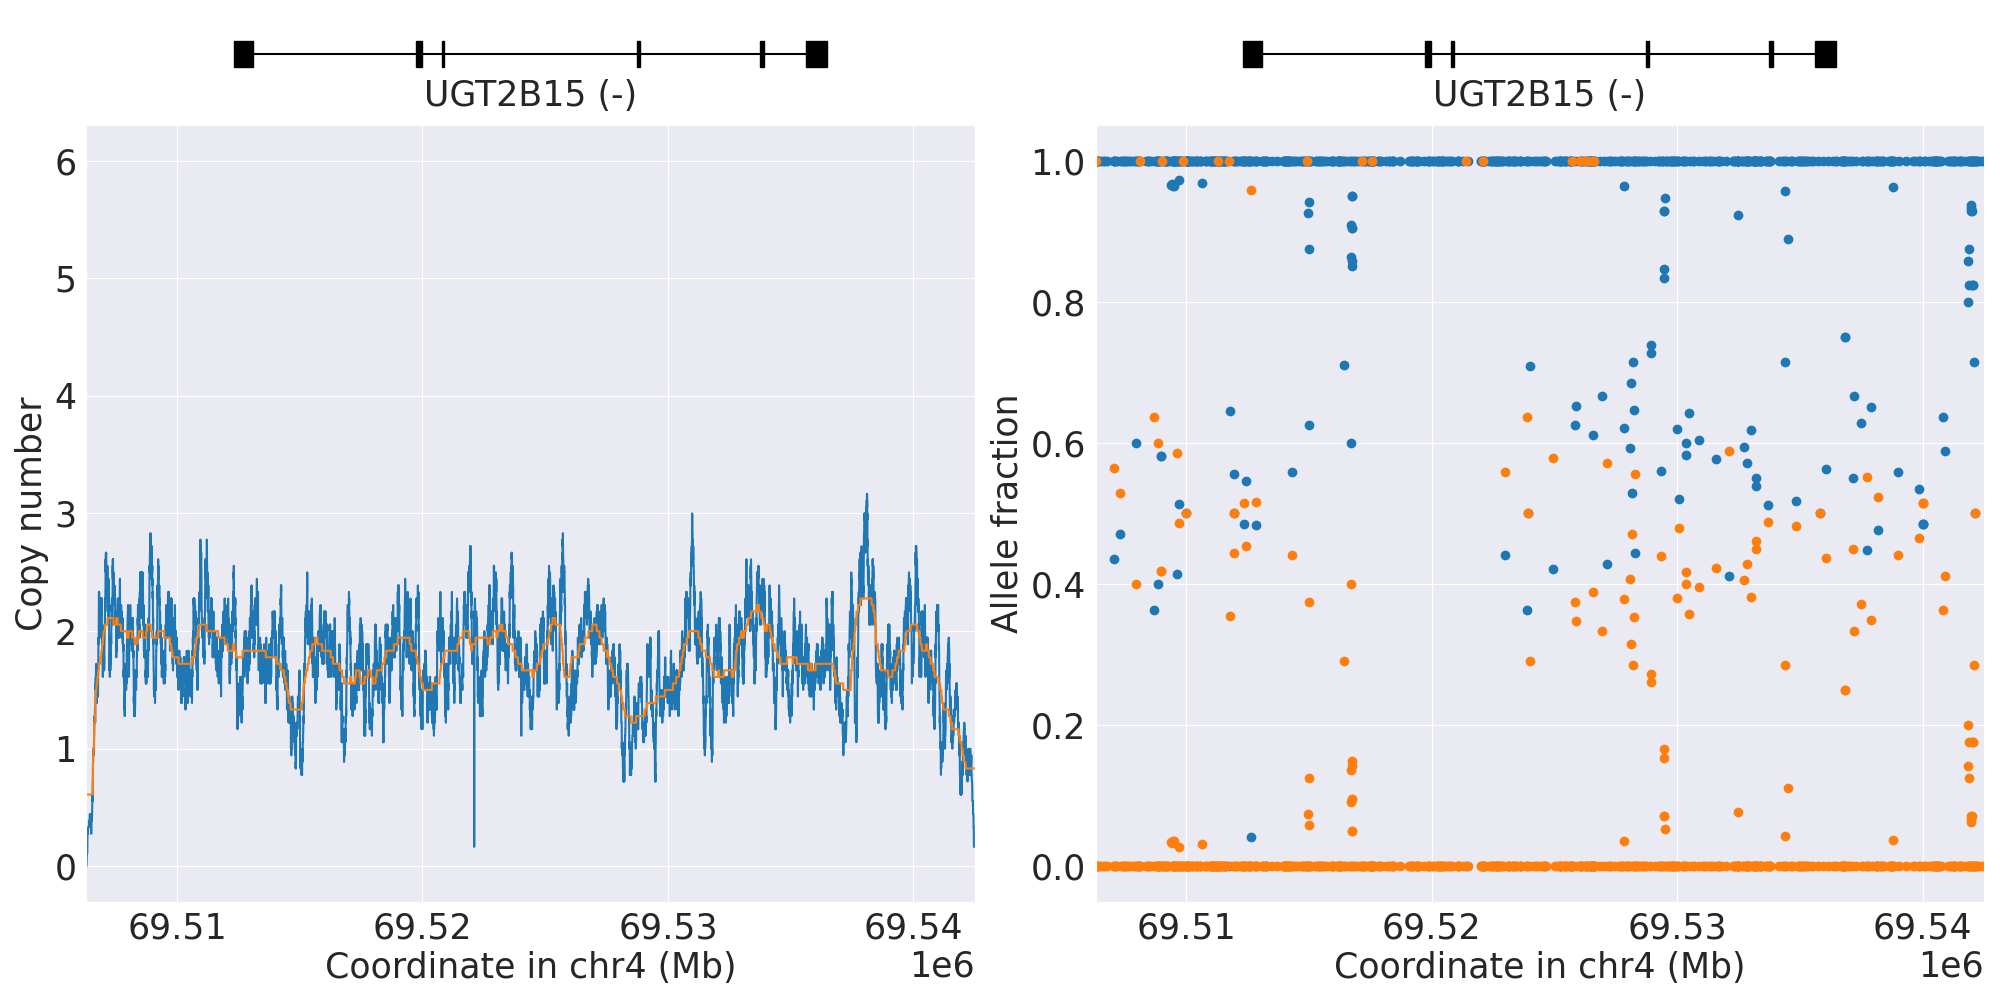 UGT2B15 (-)
Copy number
6
5
4
3
2
1
0
69.51 69.52 69.53 69.54
Coordinate in chr4 (Mb) 1e6
UGT2B15 (-)
Allele fraction
1.0
0.8
0.6
0.4
0.2
0.0
69.51 69.52 69.53 69.54
Coordinate in chr4 (Mb) 1e6